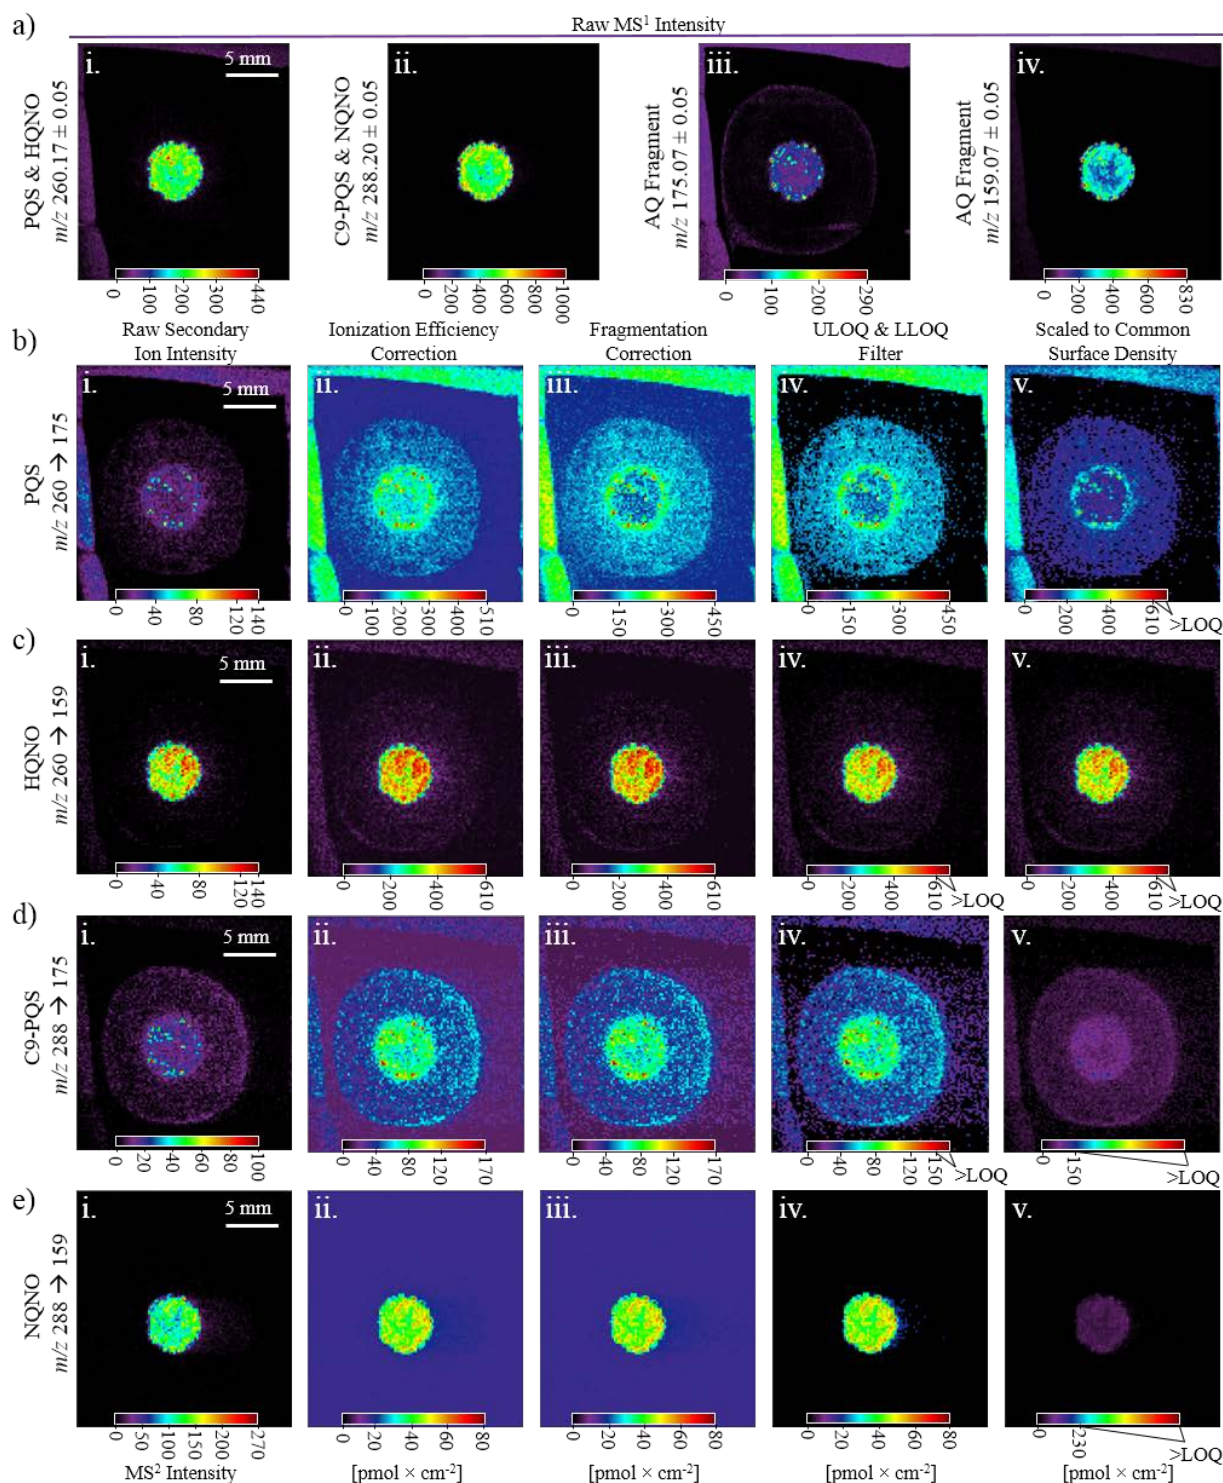 a)
Raw MS¹ Intensity
PQS & HQNO
m/z 260.17 ± 0.05
i.
5 mm
0 100 200 300 440
C9-PQS & NQNO
m/z 288.20 ± 0.05
ii.
0 200 400 600 800 1000
AQ Fragment
m/z 175.07 ± 0.05
iii.
0 100 200 290
AQ Fragment
m/z 159.07 ± 0.05
iv.
0 200 400 600 830
b)
Raw Secondary
Ion Intensity
Ionization Efficiency
Correction
Fragmentation
Correction
ULOQ & LLOQ
Filter
Scaled to Common
Surface Density
PQS
m/z 260 → 175
i.
5 mm
0 40 80 120 140
ii.
0 100 200 300 400 510
iii.
0 150 300 450
iv.
0 150 300 450
v.
0 200 400 610
>LOQ
c)
HQNO
m/z 260 → 159
i.
5 mm
0 40 80 120 140
ii.
0 200 400 610
iii.
0 200 400 610
iv.
0 200 400 610
>LOQ
v.
0 200 400 610
>LOQ
d)
C9-PQS
m/z 288 → 175
i.
5 mm
0 20 40 60 80 100
ii.
0 40 80 120 170
iii.
0 40 80 120 170
iv.
0 40 80 120 150
>LOQ
v.
0 150
>LOQ
e)
NQNO
m/z 288 → 159
i.
5 mm
0 50 100 150 200 270
MS² Intensity
ii.
0 20 40 60 80
[pmol × cm⁻²]
iii.
0 20 40 60 80
[pmol × cm⁻²]
iv.
0 20 40 60 80
[pmol × cm⁻²]
v.
0 230
>LOQ
[pmol × cm⁻²]